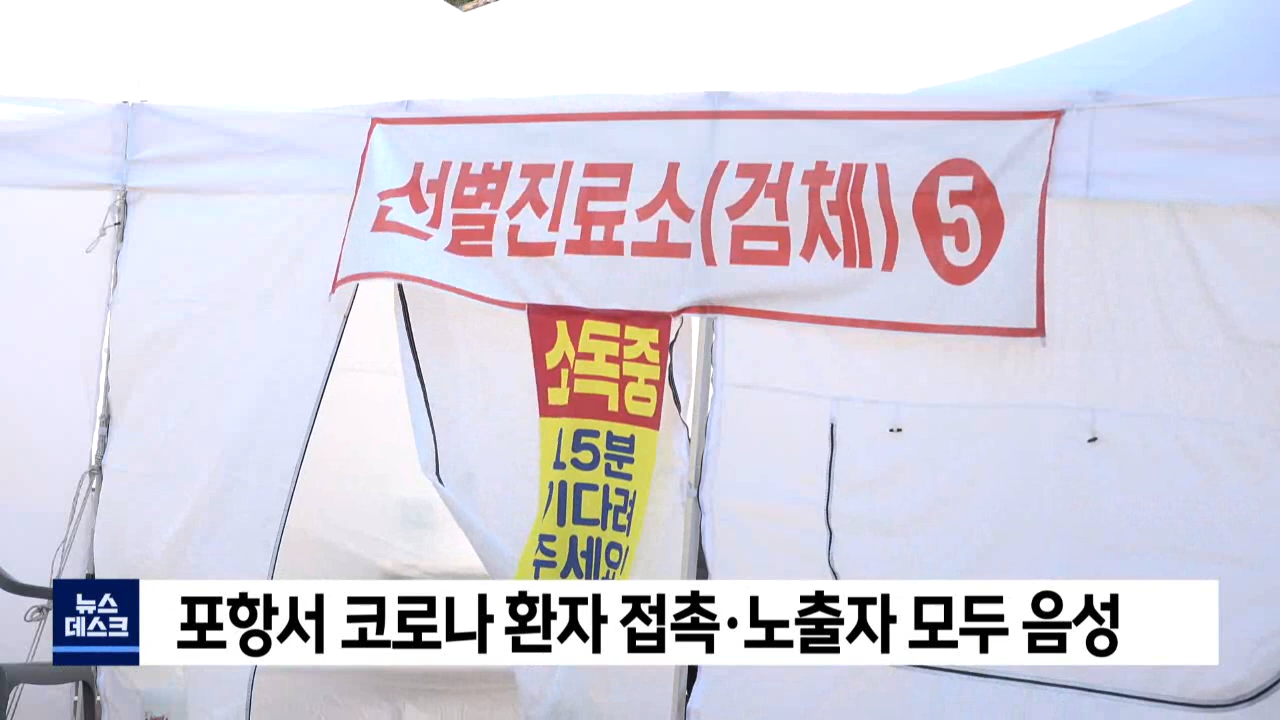 선별진료소(검체) 5
소독중
15분
기다려
주세요
뉴스
데스크
포항서 코로나 환자 접촉·노출자 모두 음성